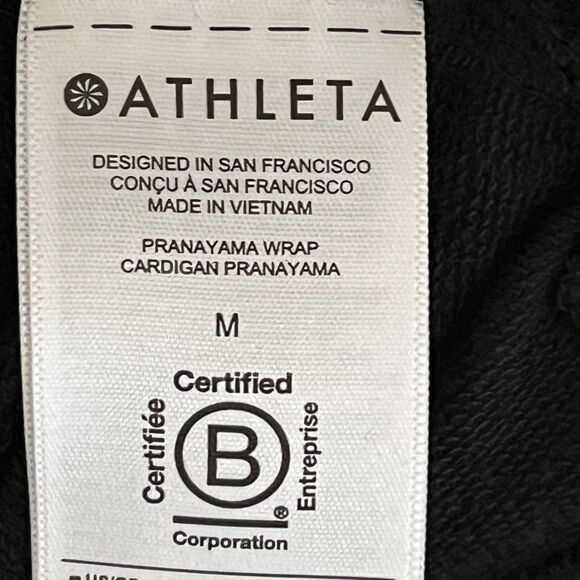 ATHLETA
DESIGNED IN SAN FRANCISCO
CONÇU À SAN FRANCISCO
MADE IN VIETNAM
PRANAYAMA WRAP
CARDIGAN PRANAYAMA
M
Certified
Certifiée
B
Entreprise
®
Corporation